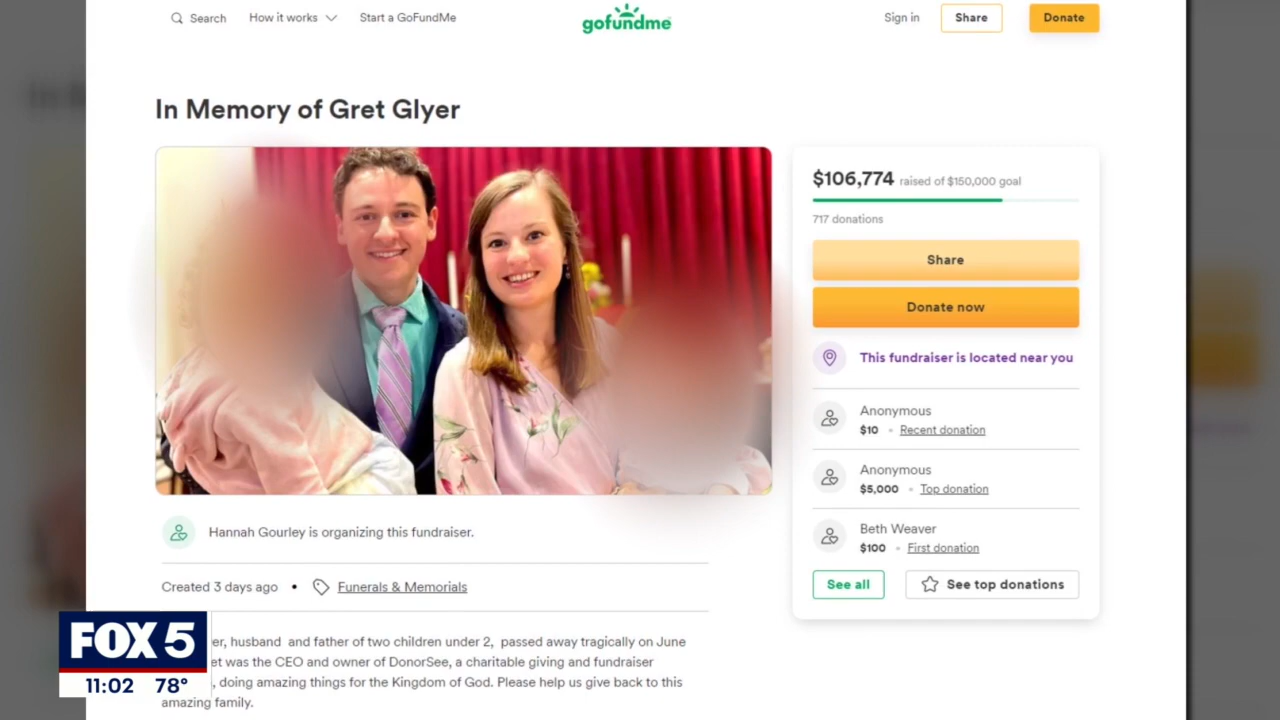 Search
How it works
Start a GoFundMe
gofundme
Sign in
Share
Donate
In Memory of Gret Glyer
$106,774 raised of $150,000 goal
717 donations
Share
Donate now
This fundraiser is located near you
Anonymous
$10 • Recent donation
Anonymous
$5,000 • Top donation
Beth Weaver
$100 • First donation
See all
See top donations
Hannah Gourley is organizing this fundraiser.
Created 3 days ago • Funerals & Memorials
husband and father of two children under 2, passed away tragically on June
was the CEO and owner of DonorSee, a charitable giving and fundraiser
doing amazing things for the Kingdom of God. Please help us give back to this
amazing family.
FOX 5
11:02 78°